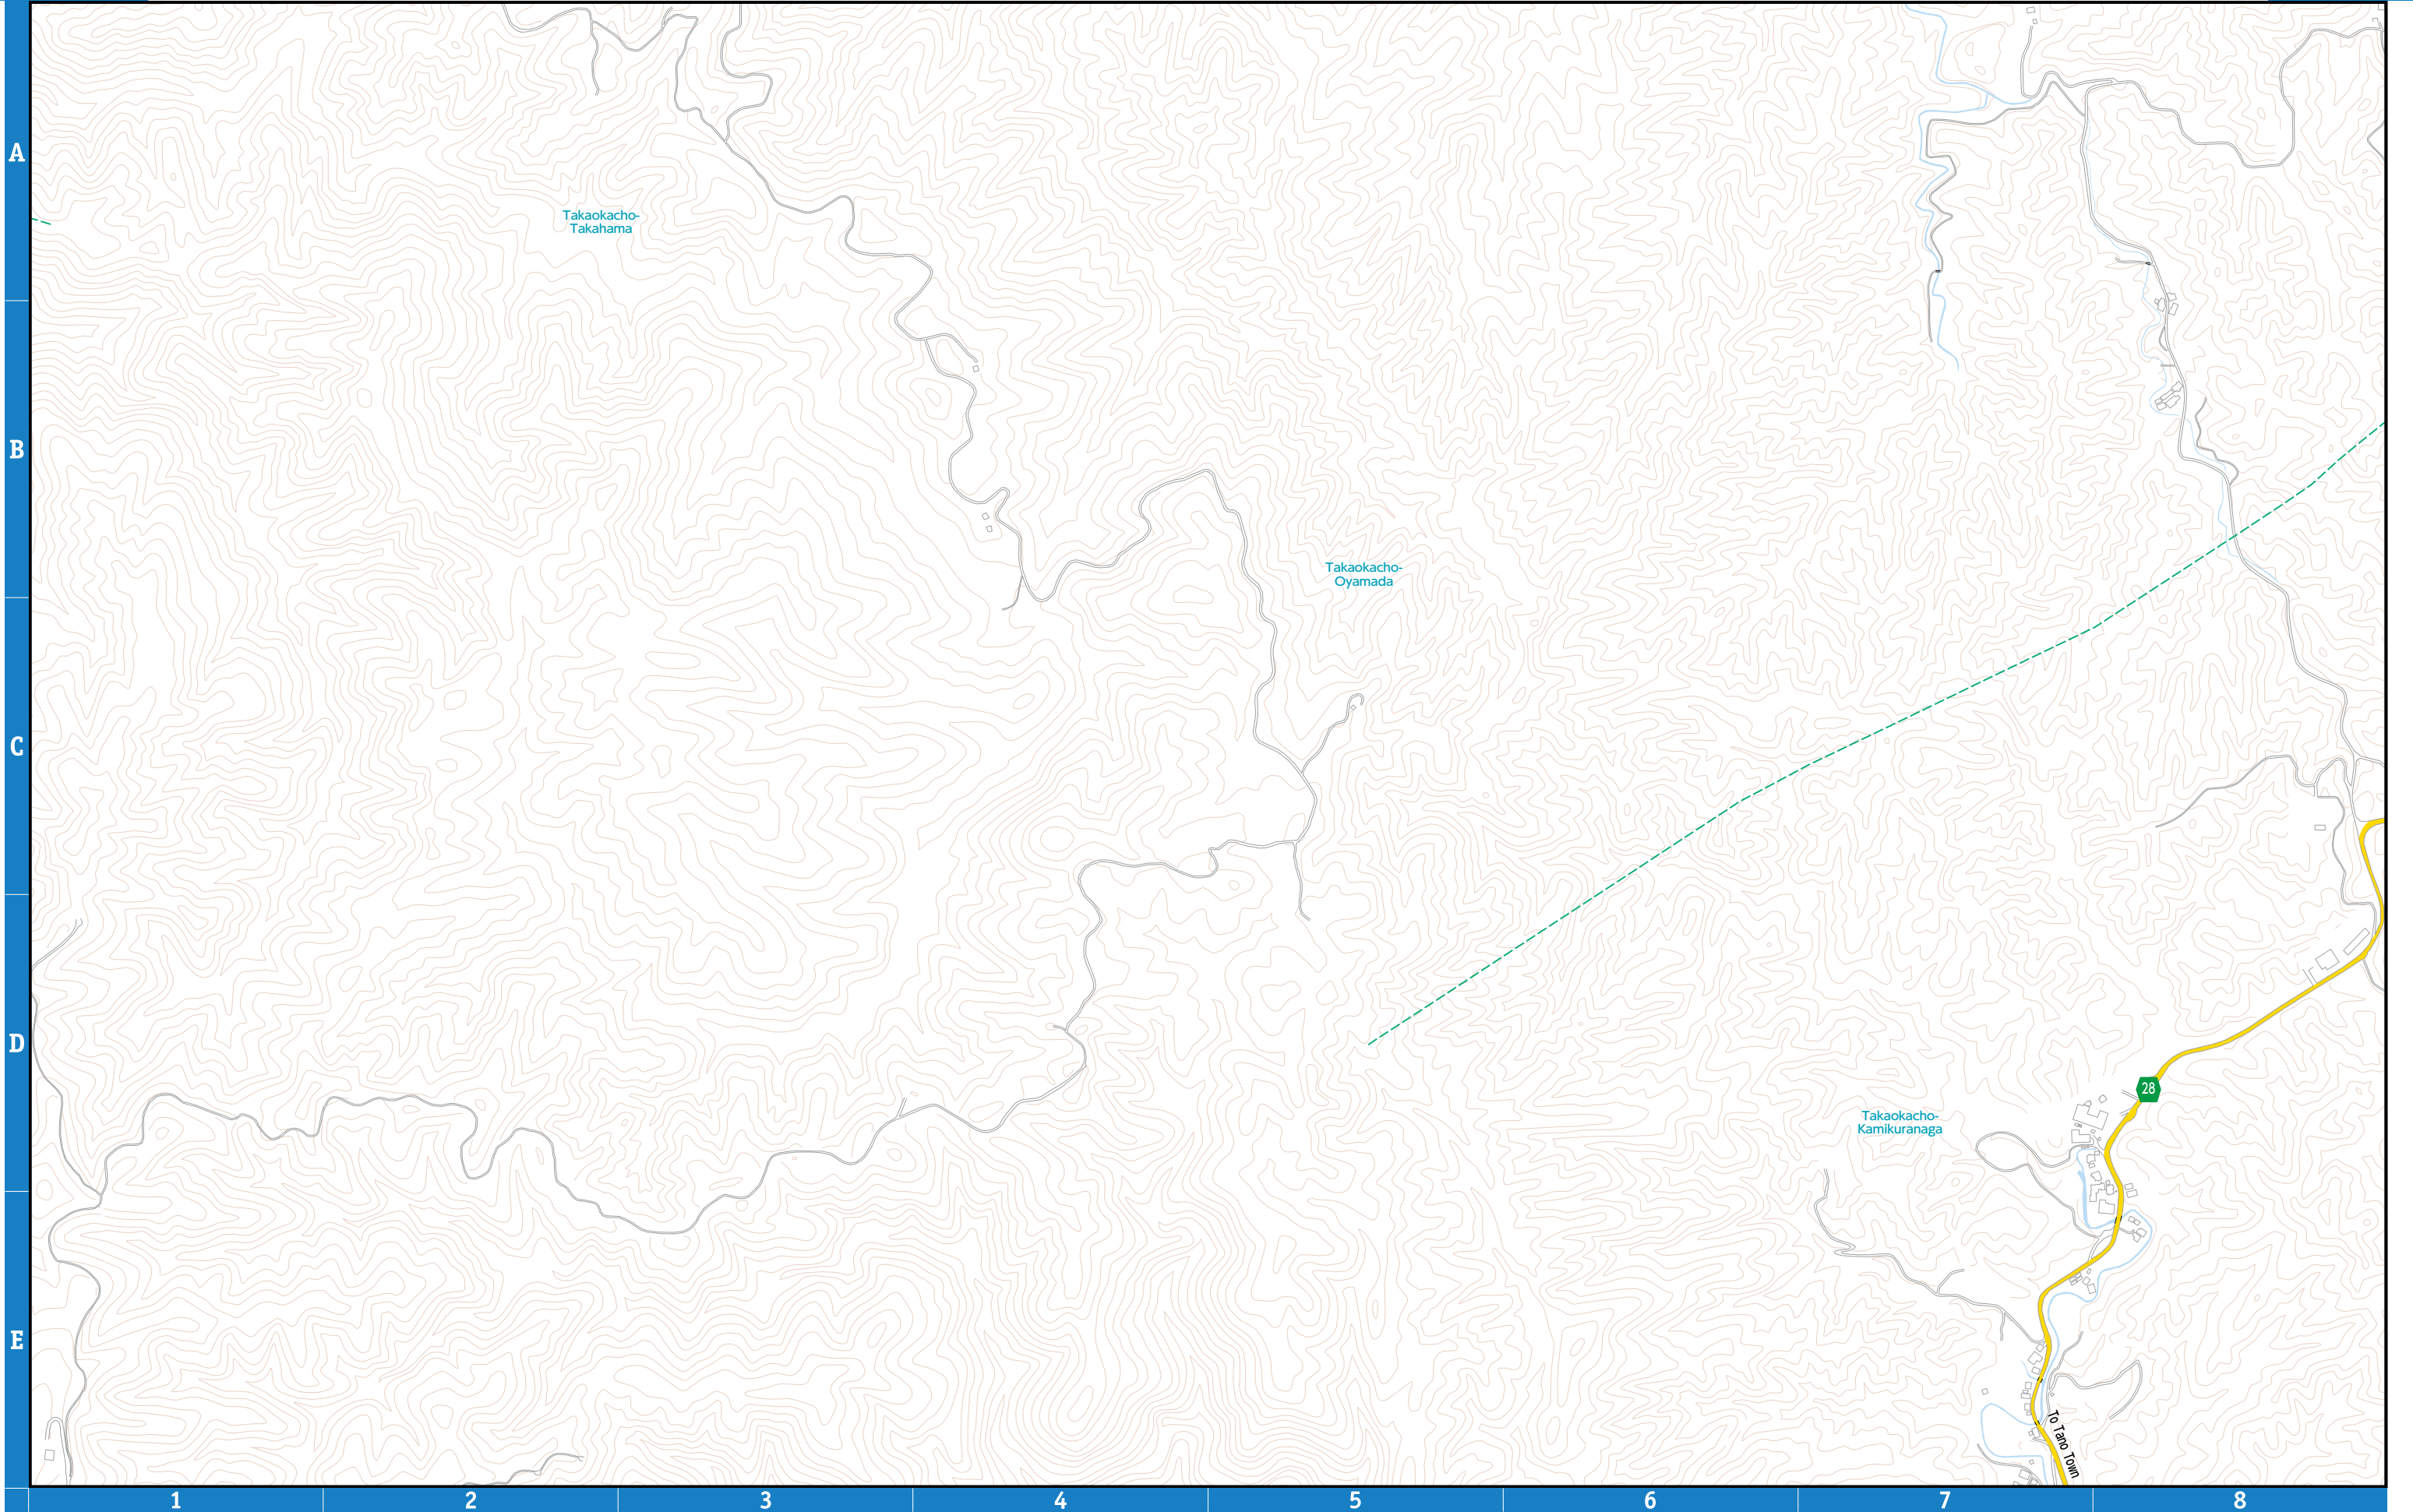 A
Takaokacho-
Takahama
B
Takaokacho-
Oyamada
C
D
28
Takaokacho-
Kamikuranaga
E
To Tano Town
1
2
3
4
5
6
7
8